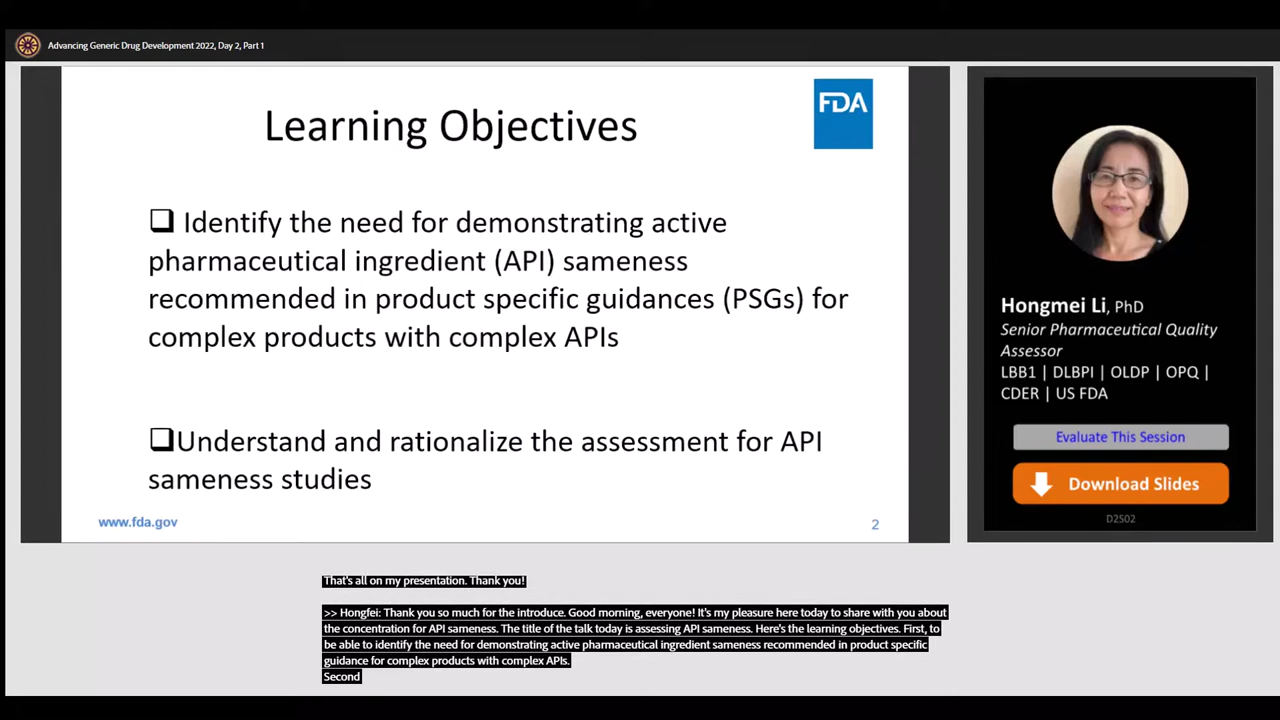 Advancing Generic Drug Development 2022, Day 2, Part 1
Learning Objectives
FDA
Identify the need for demonstrating active
pharmaceutical ingredient (API) sameness
recommended in product specific guidances (PSGs) for
complex products with complex APIs
Understand and rationalize the assessment for API
sameness studies
www.fda.gov
2
Hongmei Li, PhD
Senior Pharmaceutical Quality
Assessor
LBB1 | DLBPI | OLDP | OPQ |
CDER | US FDA
Evaluate This Session
Download Slides
D2S02
That's all on my presentation. Thank you!
>> Hongfei: Thank you so much for the introduce. Good morning, everyone! It's my pleasure here today to share with you about
the concentration for API sameness. The title of the talk today is assessing API sameness. Here's the learning objectives. First, to
be able to identify the need for demonstrating active pharmaceutical ingredient sameness recommended in product specific
guidance for complex products with complex APIs.
Second